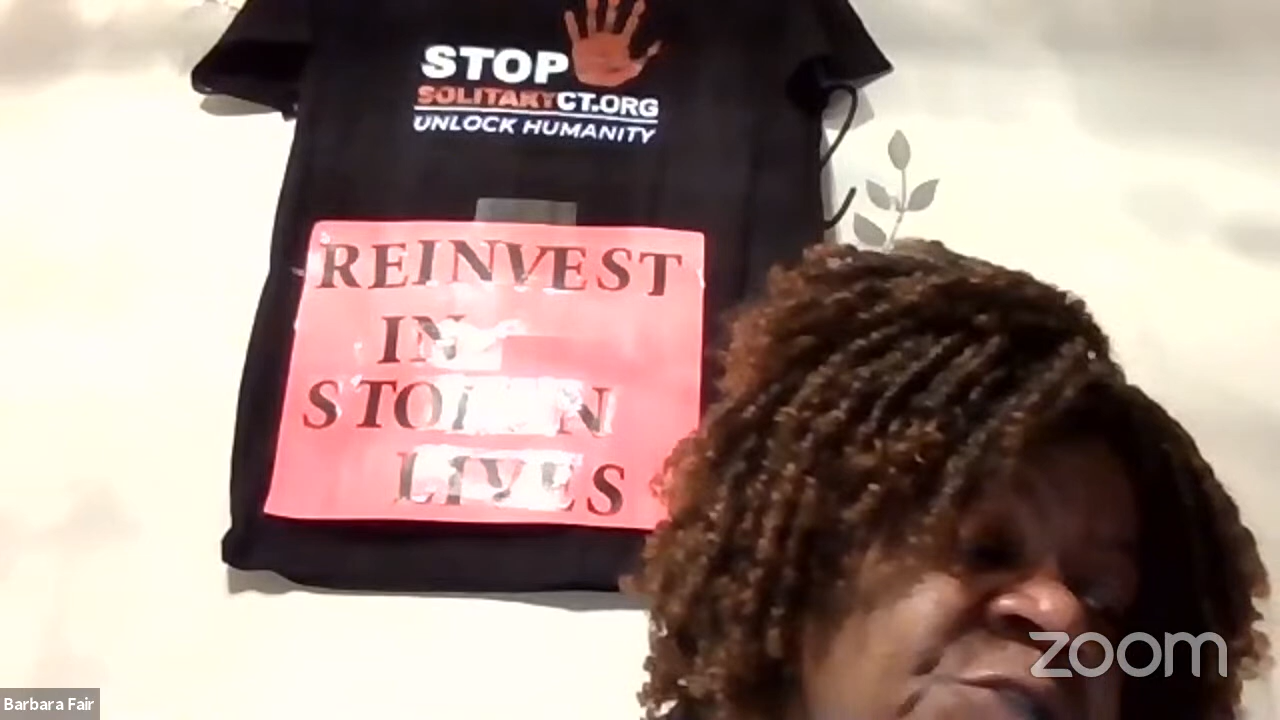 STOP
SOLITARYCT.ORG
UNLOCK HUMANITY
REINVEST
IN
STOLEN
LIVES
zoom
Barbara Fair